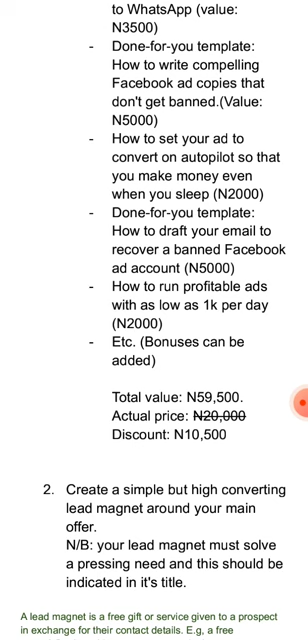 to WhatsApp (value:
N3500)
- Done-for-you template:
How to write compelling
Facebook ad copies that
don't get banned.(Value:
N5000)
- How to set your ad to
convert on autopilot so that
you make money even
when you sleep (N2000)
- Done-for-you template:
How to draft your email to
recover a banned Facebook
ad account (N5000)
- How to run profitable ads
with as low as 1k per day
(N2000)
- Etc. (Bonuses can be
added)
Total value: N59,500.
Actual price: N20,000
Discount: N10,500
2. Create a simple but high converting
lead magnet around your main
offer.
N/B: your lead magnet must solve
a pressing need and this should be
indicated in it's title.
A lead magnet is a free gift or service given to a prospect
in exchange for their contact details. E.g, a free